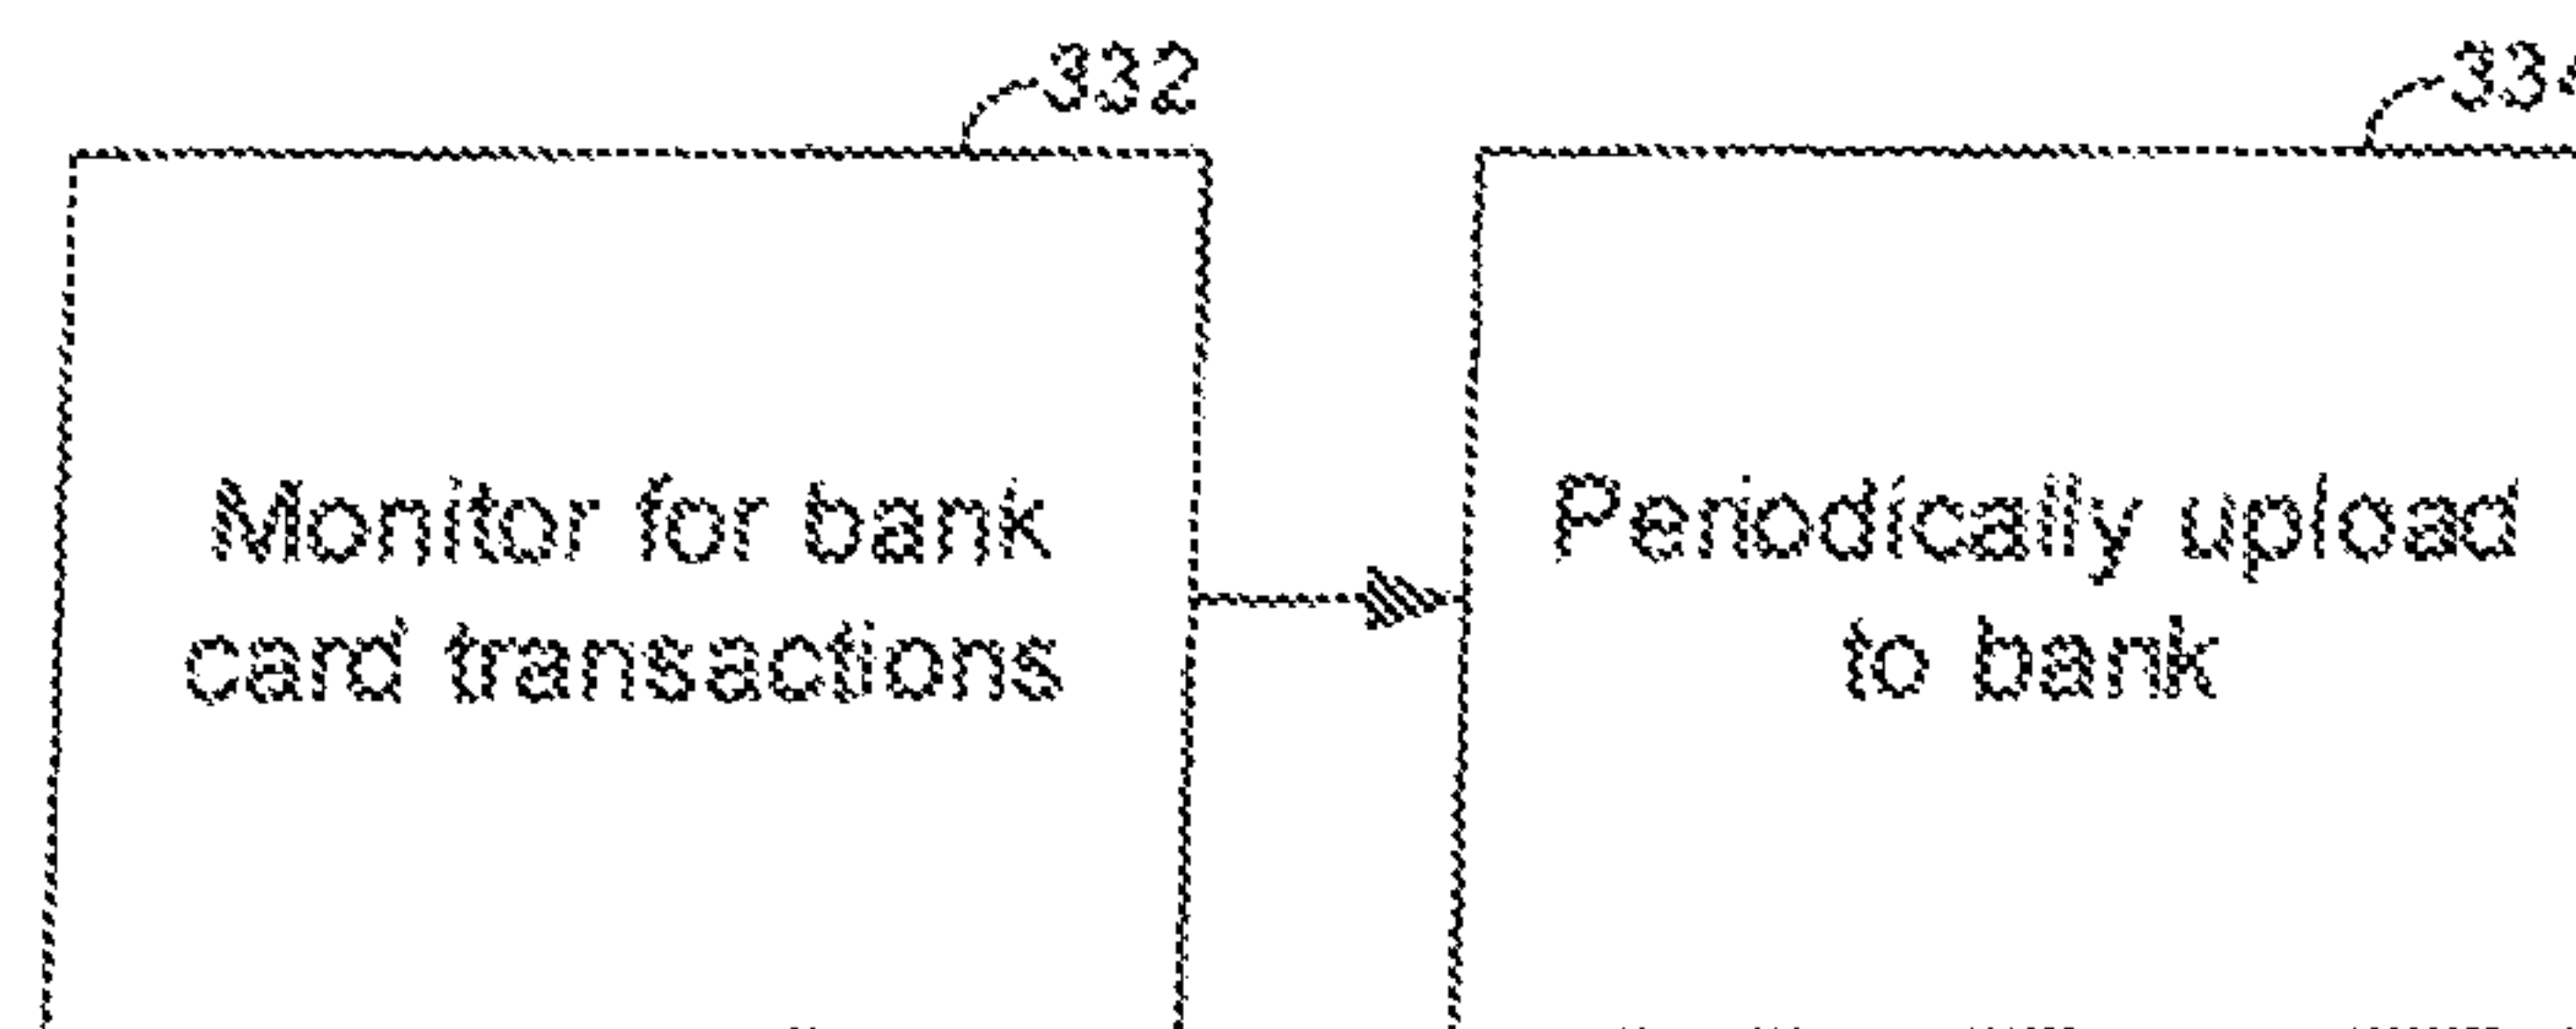 332
Monitor for bank
card transactions
Periodically upload
to bank